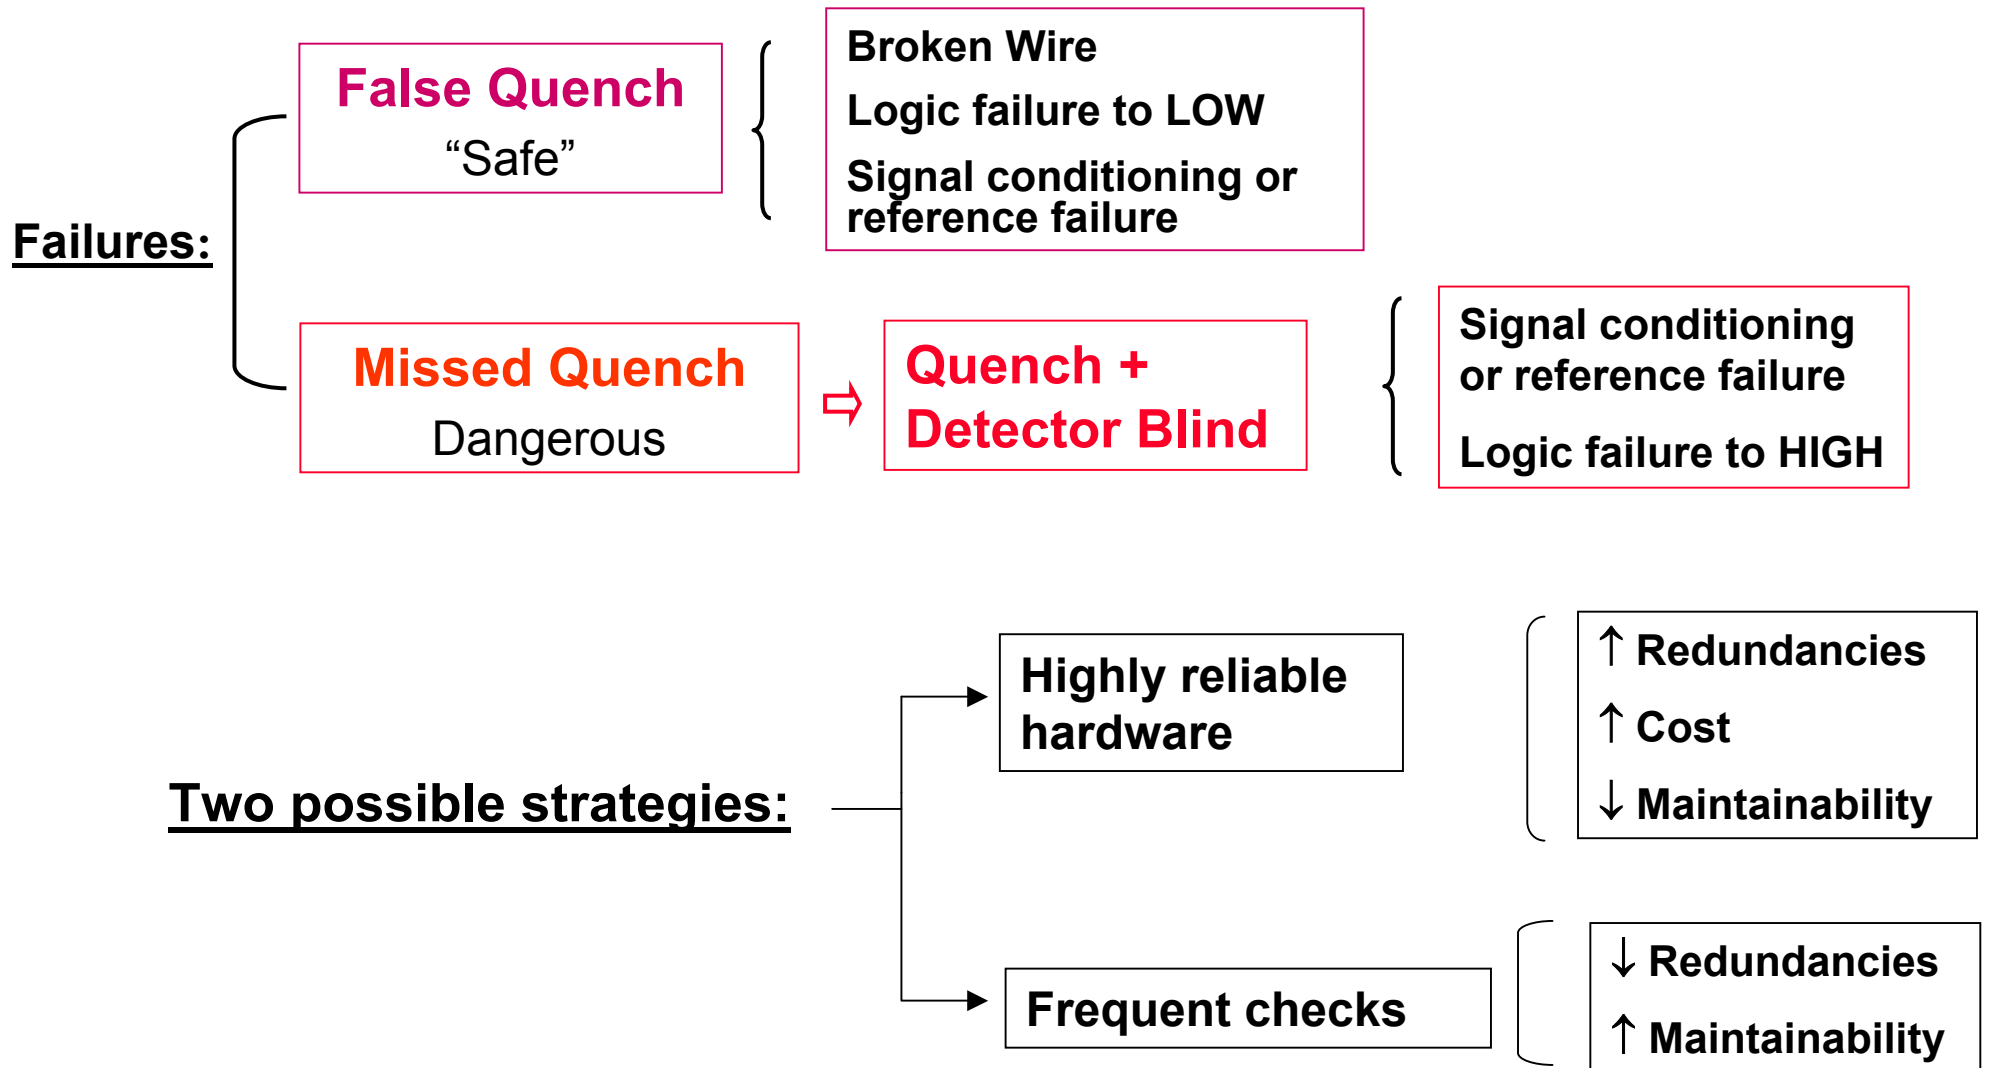 Failures:
False Quench
“Safe”
Broken Wire
Logic failure to LOW
Signal conditioning or
reference failure
Missed Quench
Dangerous
Quench +
Detector Blind
Signal conditioning
or reference failure
Logic failure to HIGH
Two possible strategies:
Highly reliable
hardware
↑ Redundancies
↑ Cost
↓ Maintainability
Frequent checks
↓ Redundancies
↑ Maintainability